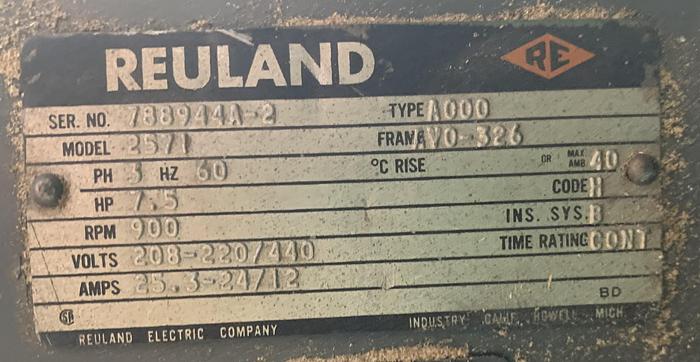 REULAND RE
SER. NO. 788944A-2 TYPE A000
MODEL 2571 FRAME VO-326
PH 3 HZ 60 °C RISE OR MAX. AMB. 40
HP 7.5 CODE H
RPM 900 INS. SYS. B
VOLTS 208-220/440 TIME RATING CONT
AMPS 25.3-24/12
BD
REULAND ELECTRIC COMPANY INDUSTRY CALIF. HOWELL MICH.